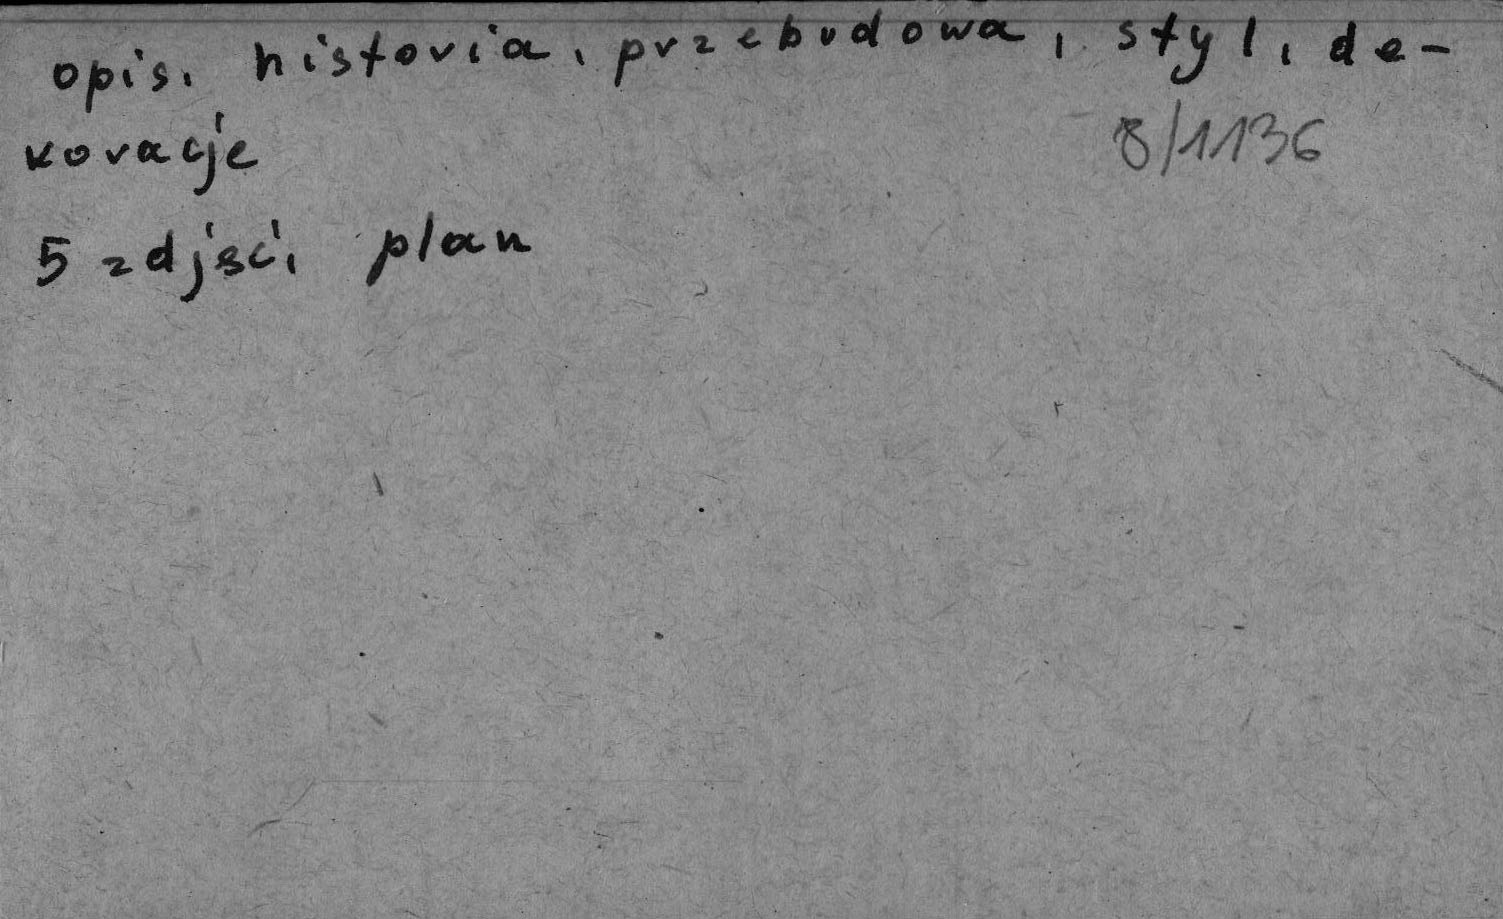 opis, historia, przebudowa, styl, de-
koracje
8/1136
5 zdjęć, plan